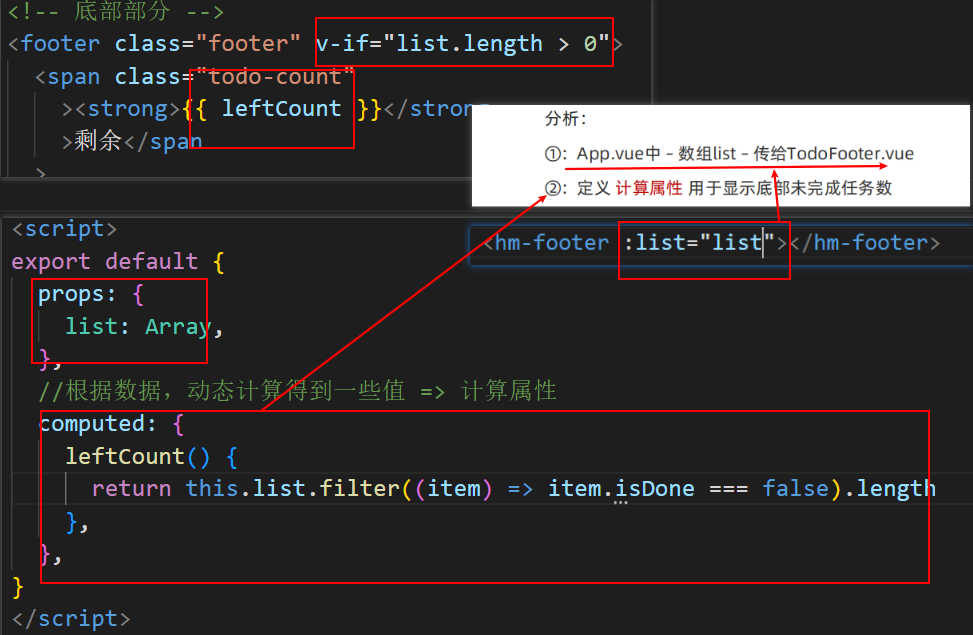 <!-- 底部部分 -->
<footer class="footer" v-if="list.length > 0">
<span class="todo-count"
><strong>{{ leftCount }}</strong
>剩余</span
>
分析：
①：App.vue中 – 数组list – 传给TodoFooter.vue
②：定义 计算属性 用于显示底部未完成任务数
<hm-footer :list="list"></hm-footer>
<script>
export default {
props: {
list: Array,
},
//根据数据，动态计算得到一些值 => 计算属性
computed: {
leftCount() {
return this.list.filter((item) => item.isDone === false).length
},
},
}
</script>